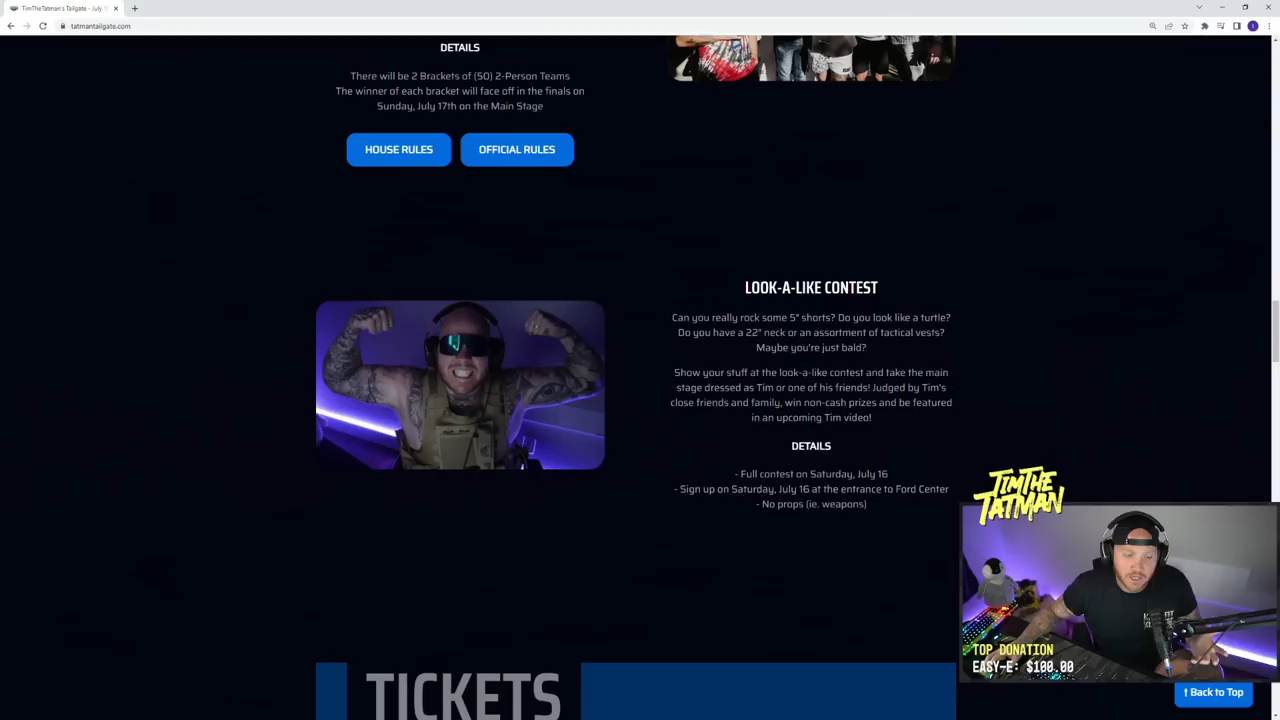 TimTheTatman's Tailgate - July 1
tatmantailgate.com
DETAILS
There will be 2 Brackets of (50) 2-Person Teams
The winner of each bracket will face off in the finals on
Sunday, July 17th on the Main Stage
HOUSE RULES
OFFICIAL RULES
LOOK-A-LIKE CONTEST
Can you really rock some 5" shorts? Do you look like a turtle?
Do you have a 22" neck or an assortment of tactical vests?
Maybe you're just bald?
Show your stuff at the look-a-like contest and take the main
stage dressed as Tim or one of his friends! Judged by Tim's
close friends and family, win non-cash prizes and be featured
in an upcoming Tim video!
DETAILS
- Full contest on Saturday, July 16
- Sign up on Saturday, July 16 at the entrance to Ford Center
- No props (ie. weapons)
TIMTHE
TATMAN
TOP DONATION
EASY-E: $100.00
↑ Back to Top
TICKETS